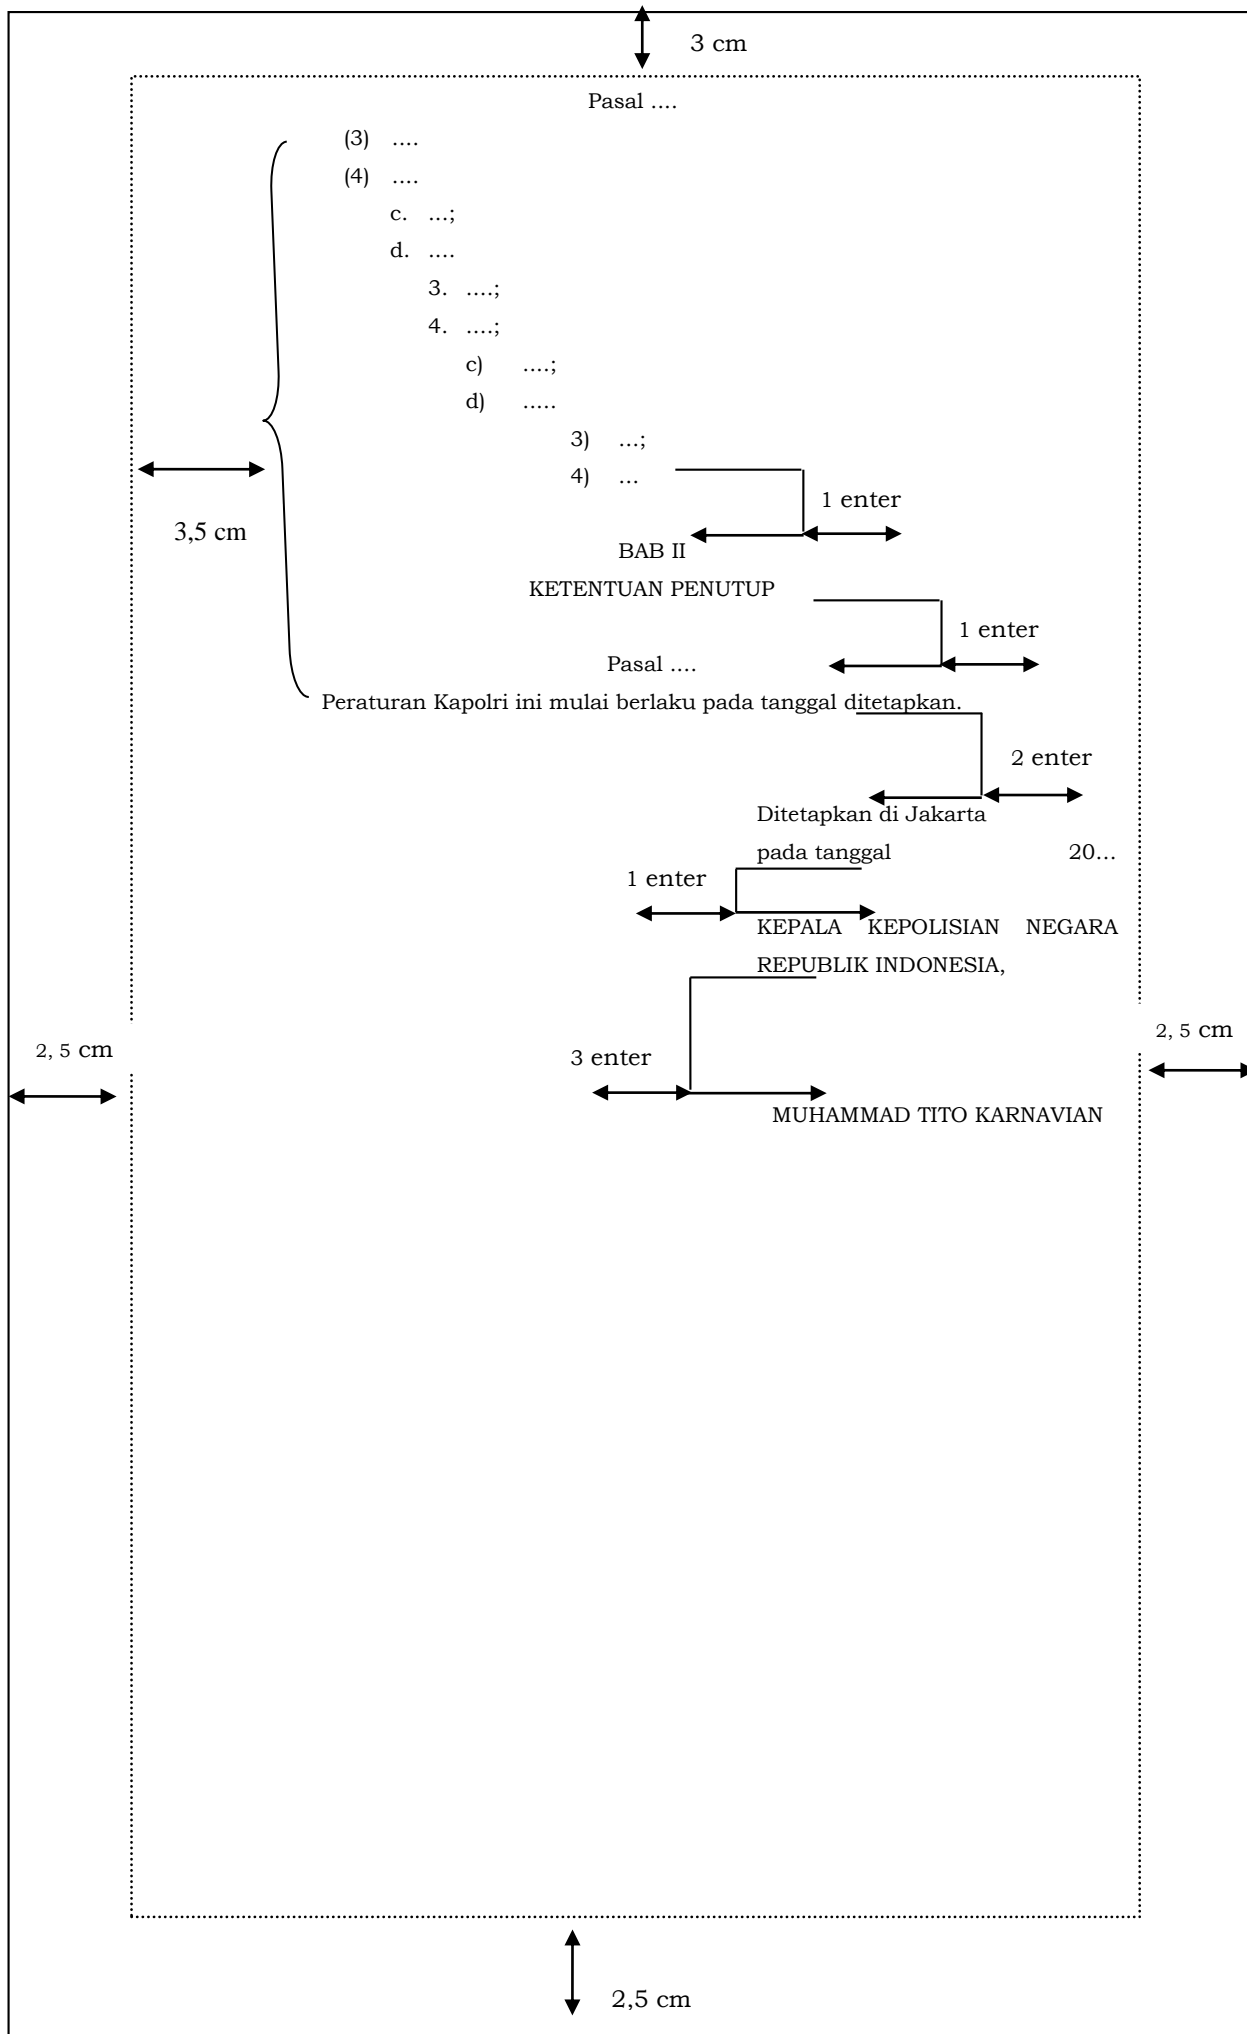 3 cm
Pasal ....
(3) ....
(4) ....
c. ...;
d. ....
3. ....;
4. ....;
c) ....;
d) .....
3) ...;
4) ...
1 enter
3,5 cm
BAB II
KETENTUAN PENUTUP
1 enter
Pasal ....
Peraturan Kapolri ini mulai berlaku pada tanggal ditetapkan.
2 enter
Ditetapkan di Jakarta
pada tanggal 20...
1 enter
KEPALA KEPOLISIAN NEGARA
REPUBLIK INDONESIA,
2, 5 cm
2, 5 cm
3 enter
MUHAMMAD TITO KARNAVIAN
2,5 cm